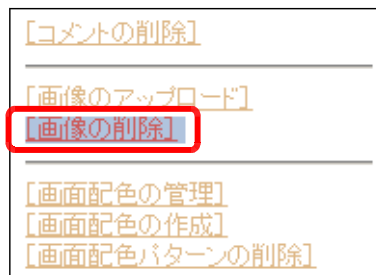 [コメントの削除]
[画像のアップロード]
[画像の削除]
[画面配色の管理]
[画面配色の作成]
[画面配色パターンの削除]